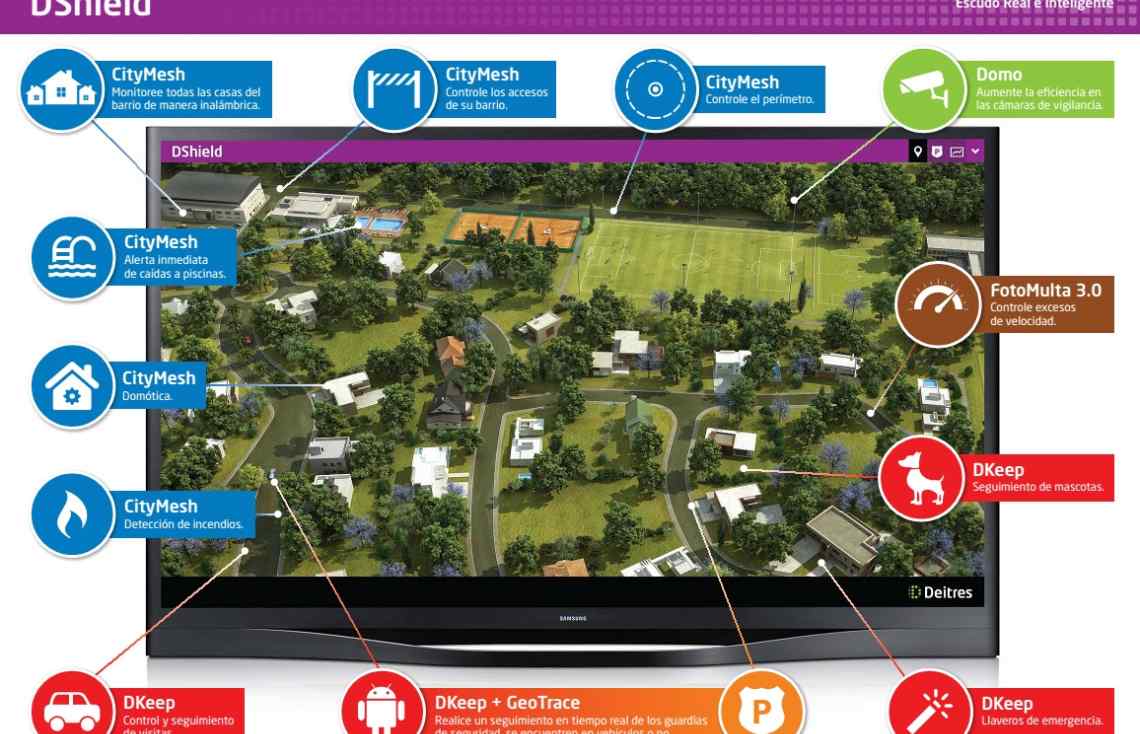 DShield
Escudo Real e Inteligente
CityMesh
Monitoree todas las casas del
barrio de manera inalámbrica.
CityMesh
Controle los accesos
de su barrio.
CityMesh
Controle el perímetro.
Domo
Aumente la eficiencia en
las cámaras de vigilancia.
DShield
P
CityMesh
Alerta inmediata
de caídas a piscinas.
FotoMulta 3.0
Controle excesos
de velocidad.
CityMesh
Domótica.
DKeep
Seguimiento de mascotas.
CityMesh
Detección de incendios.
Deitres
SAMSUNG
DKeep
Control y seguimiento
de visitas.
DKeep + GeoTrace
Realice un seguimiento en tiempo real de los guardias
de seguridad, se encuentren en vehículos o no.
P
DKeep
Llaveros de emergencia.